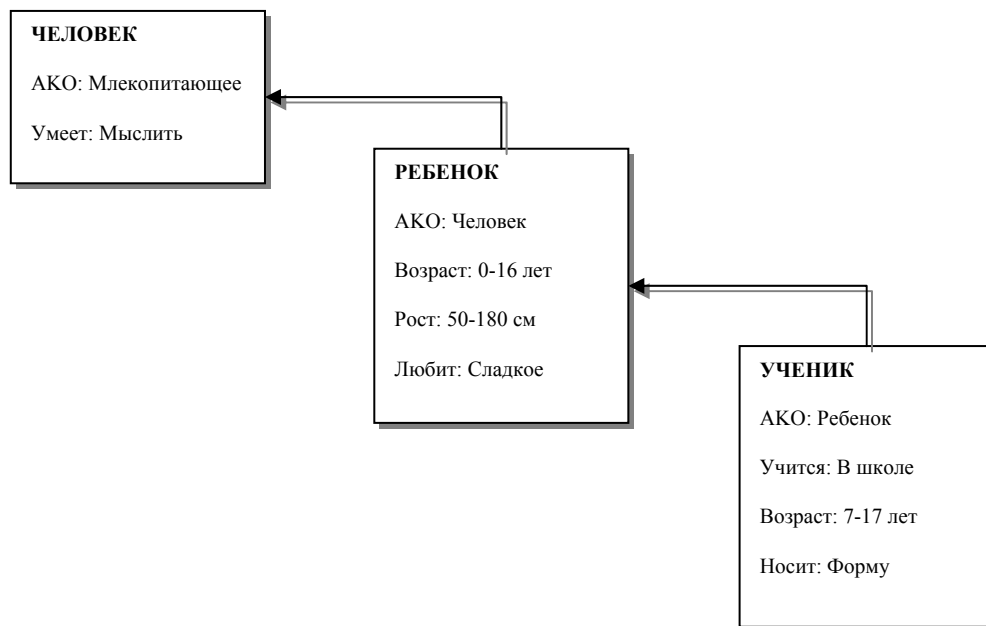 ЧЕЛОВЕК
АКО: Млекопитающее
Умеет: Мыслить
РЕБЕНОК
АКО: Человек
Возраст: 0-16 лет
Рост: 50-180 см
Любит: Сладкое
УЧЕНИК
АКО: Ребенок
Учится: В школе
Возраст: 7-17 лет
Носит: Форму